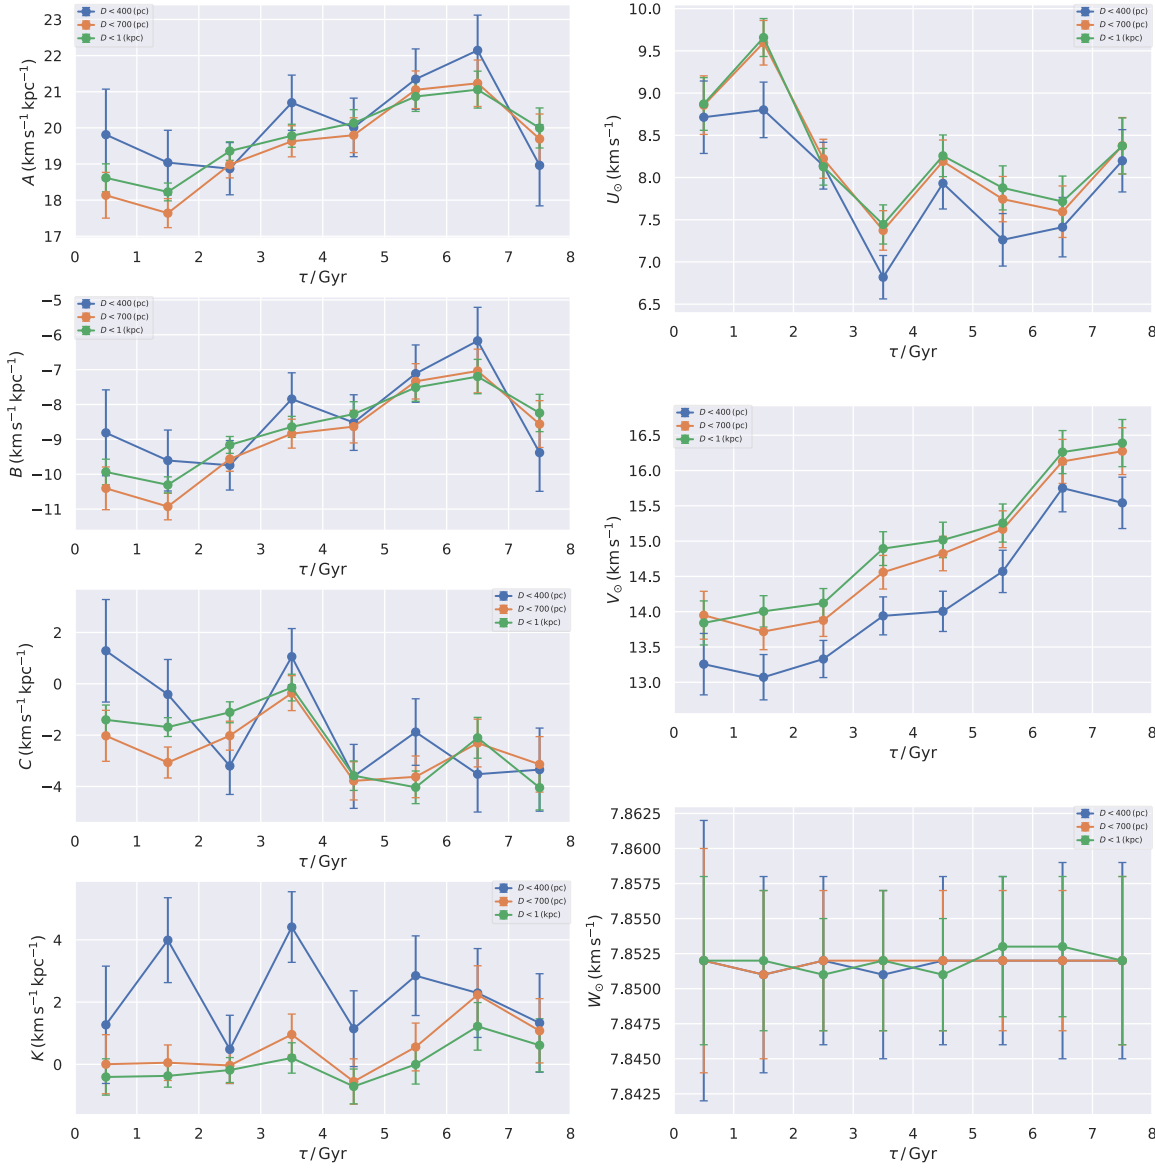 23
22
21
20
19
18
17
A (km s⁻¹ kpc⁻¹)
D < 400 (pc)
D < 700 (pc)
D < 1 (kpc)
0 1 2 3 4 5 6 7 8
τ / Gyr
−5
−6
−7
−8
−9
−10
−11
B (km s⁻¹ kpc⁻¹)
D < 400 (pc)
D < 700 (pc)
D < 1 (kpc)
0 1 2 3 4 5 6 7 8
τ / Gyr
2
0
−2
−4
C (km s⁻¹ kpc⁻¹)
D < 400 (pc)
D < 700 (pc)
D < 1 (kpc)
0 1 2 3 4 5 6 7 8
τ / Gyr
4
2
0
K (km s⁻¹ kpc⁻¹)
D < 400 (pc)
D < 700 (pc)
D < 1 (kpc)
0 1 2 3 4 5 6 7 8
τ / Gyr
10.0
9.5
9.0
8.5
8.0
7.5
7.0
6.5
U⊙ (km s⁻¹)
D < 400 (pc)
D < 700 (pc)
D < 1 (kpc)
0 1 2 3 4 5 6 7 8
τ / Gyr
16.5
16.0
15.5
15.0
14.5
14.0
13.5
13.0
V⊙ (km s⁻¹)
D < 400 (pc)
D < 700 (pc)
D < 1 (kpc)
0 1 2 3 4 5 6 7 8
τ / Gyr
7.8625
7.8600
7.8575
7.8550
7.8525
7.8500
7.8475
7.8450
7.8425
W⊙ (km s⁻¹)
D < 400 (pc)
D < 700 (pc)
D < 1 (kpc)
0 1 2 3 4 5 6 7 8
τ / Gyr